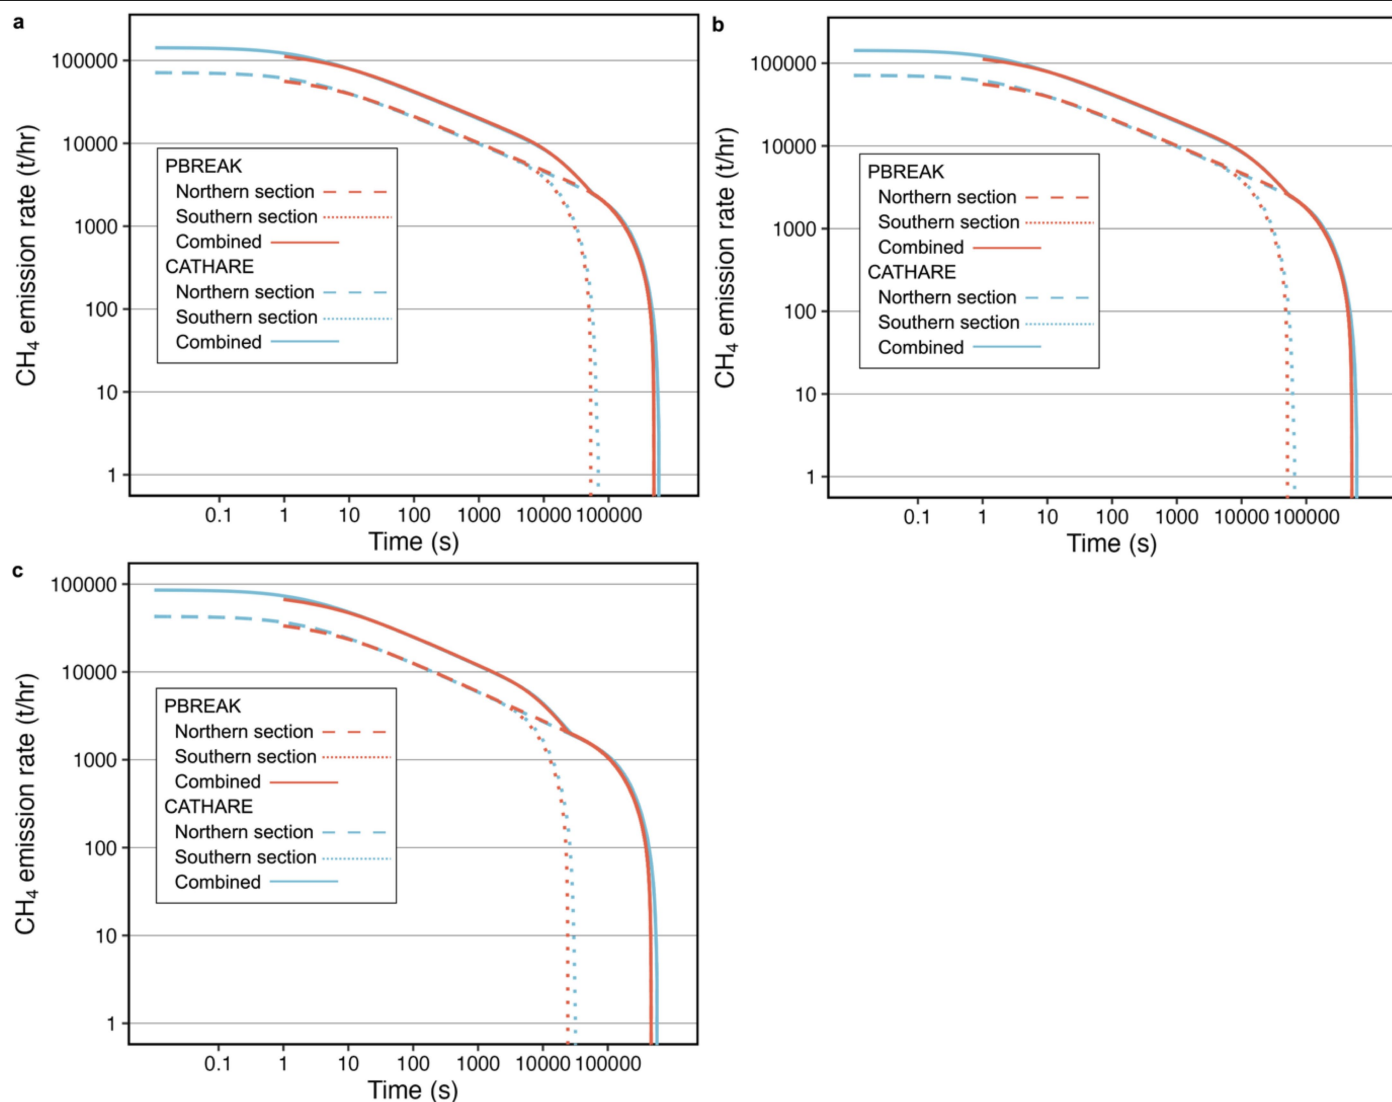 a
100000
10000
1000
100
10
1
CH4 emission rate (t/hr)
PBREAK
Northern section
Southern section
Combined
CATHARE
Northern section
Southern section
Combined
0.1 1 10 100 1000 10000 100000
Time (s)
b
100000
10000
1000
100
10
1
CH4 emission rate (t/hr)
PBREAK
Northern section
Southern section
Combined
CATHARE
Northern section
Southern section
Combined
0.1 1 10 100 1000 10000 100000
Time (s)
c
100000
10000
1000
100
10
1
CH4 emission rate (t/hr)
PBREAK
Northern section
Southern section
Combined
CATHARE
Northern section
Southern section
Combined
0.1 1 10 100 1000 10000 100000
Time (s)